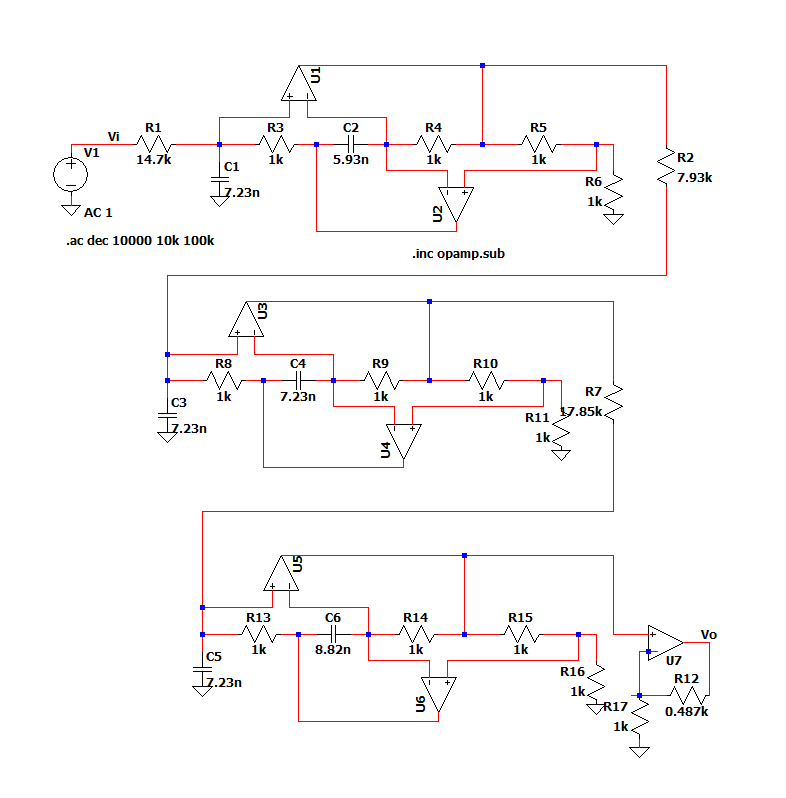 U1
Vi R1 R3 C2 R4 R5
V1 14.7k 1k 5.93n 1k 1k
C1 R2
7.23n 7.93k
R6
1k
AC 1 U2
.ac dec 10000 10k 100k
.inc opamp.sub
U3
R8 C4 R9 R10
1k 7.23n 1k 1k
R7
17.85k
C3 R11
7.23n 1k
U4
U5
R13 C6 R14 R15
1k 8.82n 1k 1k
Vo
C5 U7
7.23n R16 R12
1k
U6 R17 0.487k
1k